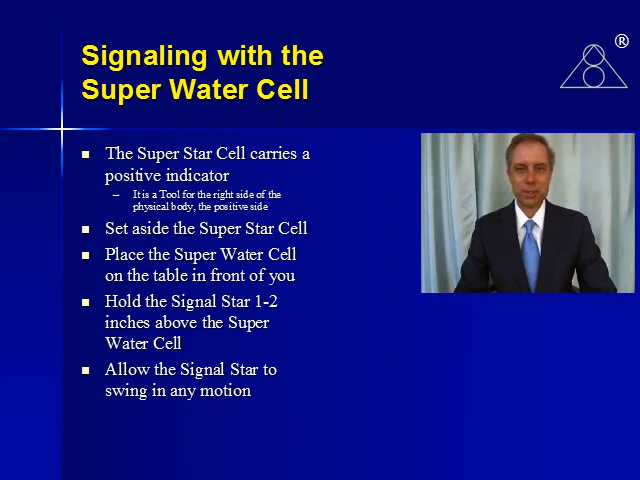 Signaling with the
Super Water Cell
®
The Super Star Cell carries a
positive indicator
– It is a Tool for the right side of the
physical body, the positive side
Set aside the Super Star Cell
Place the Super Water Cell
on the table in front of you
Hold the Signal Star 1-2
inches above the Super
Water Cell
Allow the Signal Star to
swing in any motion